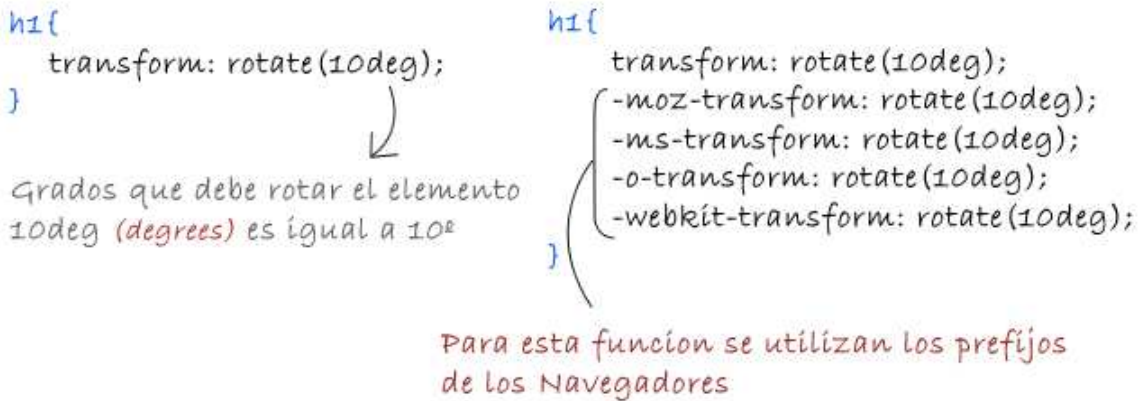 h1{
transform: rotate(10deg);
}
Grados que debe rotar el elemento
10deg (degrees) es igual a 10º
h1{
transform: rotate(10deg);
-moz-transform: rotate(10deg);
-ms-transform: rotate(10deg);
-o-transform: rotate(10deg);
-webkit-transform: rotate(10deg);
}
Para esta funcion se utilizan los prefijos
de los Navegadores